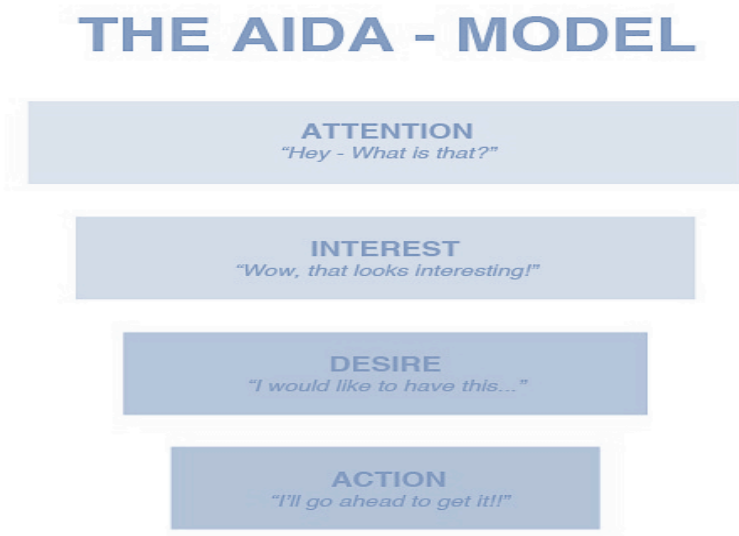 THE AIDA - MODEL
ATTENTION
“Hey - What is that?”
INTEREST
“Wow, that looks interesting!”
DESIRE
“I would like to have this...”
ACTION
“I’ll go ahead to get it!!”